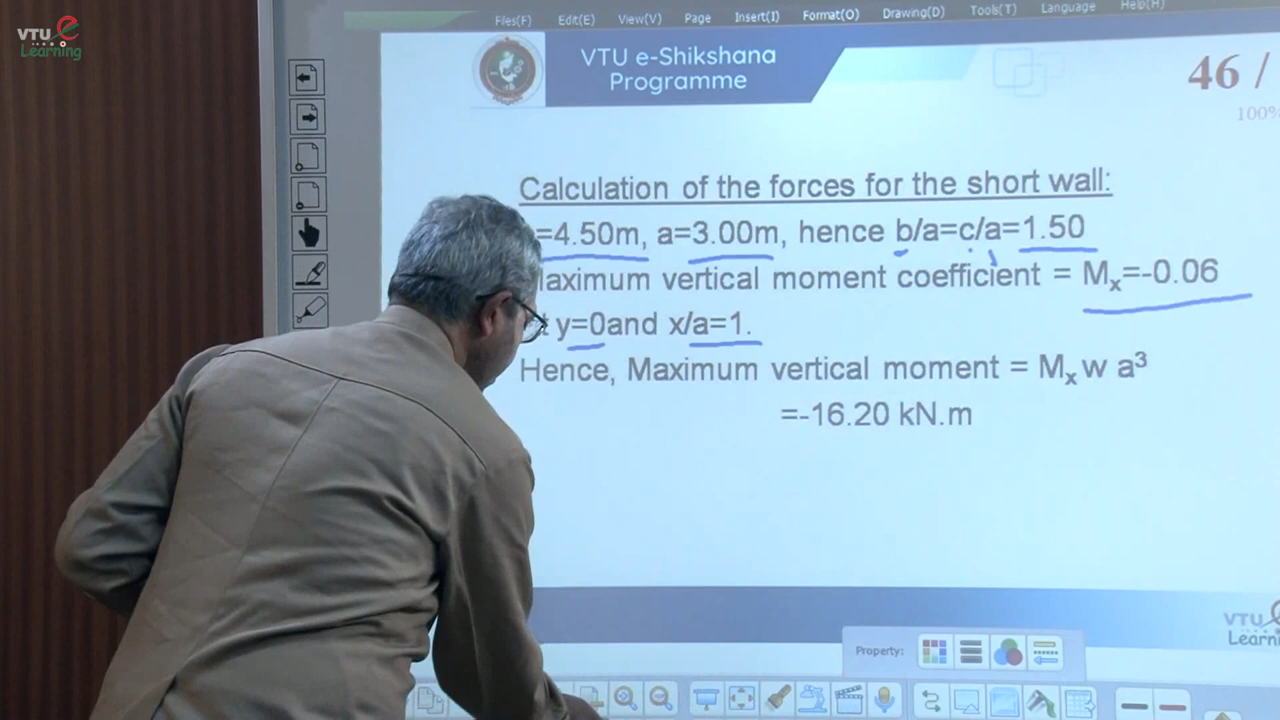 VTU e
Learning
Files(F) Edit(E) View(V) Page Insert(I) Format(O) Drawing(D) Tools(T) Language Help(H)
VTU e-Shikshana
Programme
46 /
100%
Calculation of the forces for the short wall:
=4.50m, a=3.00m, hence b/a=c/a=1.50
aximum vertical moment coefficient = Mₓ=-0.06
t y=0and x/a=1.
Hence, Maximum vertical moment = Mₓ w a³
=-16.20 kN.m
VTU
Learn
Property: